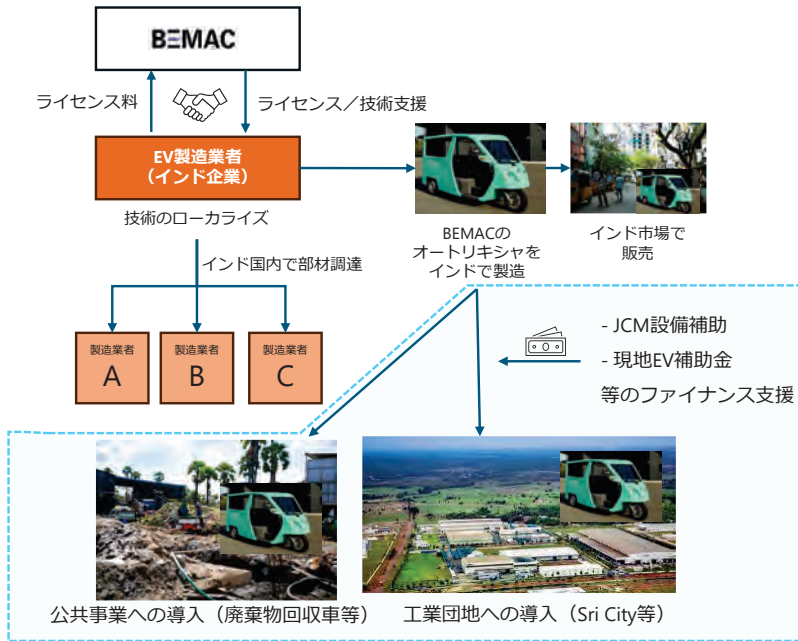 BEMAC
ライセンス料
ライセンス／技術支援
EV製造業者
（インド企業）
技術のローカライズ
BEMACの
オートリキシャを
インドで製造
インド市場で
販売
インド国内で部材調達
製造業者
A
製造業者
B
製造業者
C
- JCM設備補助
- 現地EV補助金
等のファイナンス支援
公共事業への導入（廃棄物回収車等）
工業団地への導入（Sri City等）